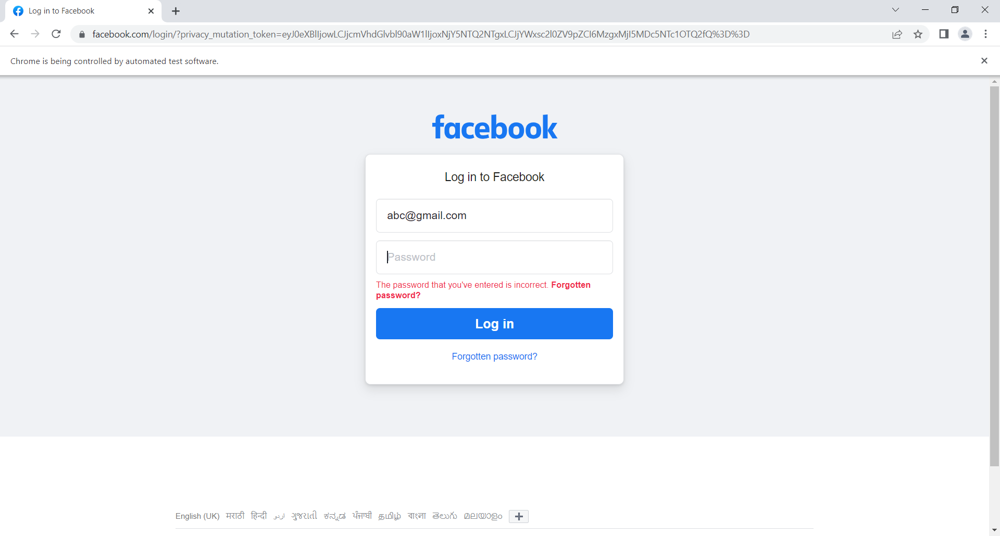 Log in to Facebook
facebook.com/login/?privacy_mutation_token=eyJ0eXBlIjowLCJjcmVhdGlvbl90aW1lIjoxNjY5NTQ2NTgxLCJjYWxsc2l0ZV9pZCI6MzgxMjI5MDc5NTc1OTQ2fQ%3D%3D
Chrome is being controlled by automated test software.
facebook
Log in to Facebook
abc@gmail.com
Password
The password that you've entered is incorrect. Forgotten
password?
Log in
Forgotten password?
English (UK) मराठी हिन्दी اردو ગુજરાતી ಕನ್ನಡ ਪੰਜਾਬੀ தமிழ் বাংলা తెలుగు മലയാളം